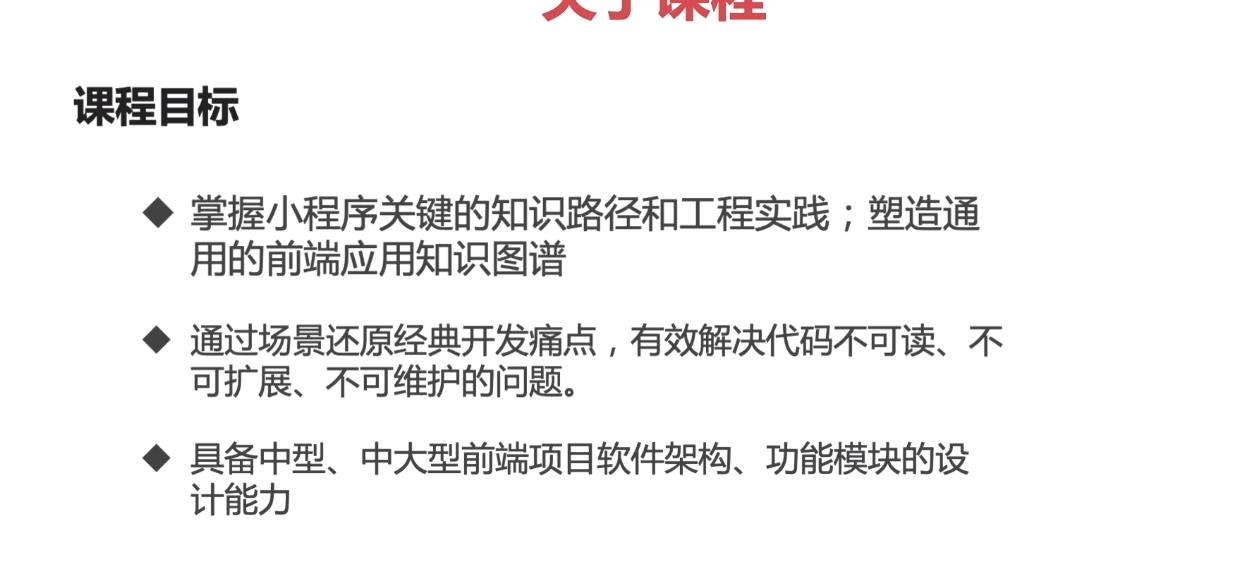 关于课程
课程目标
◆ 掌握小程序关键的知识路径和工程实践；塑造通
用的前端应用知识图谱
◆ 通过场景还原经典开发痛点，有效解决代码不可读、不
可扩展、不可维护的问题。
◆ 具备中型、中大型前端项目软件架构、功能模块的设
计能力